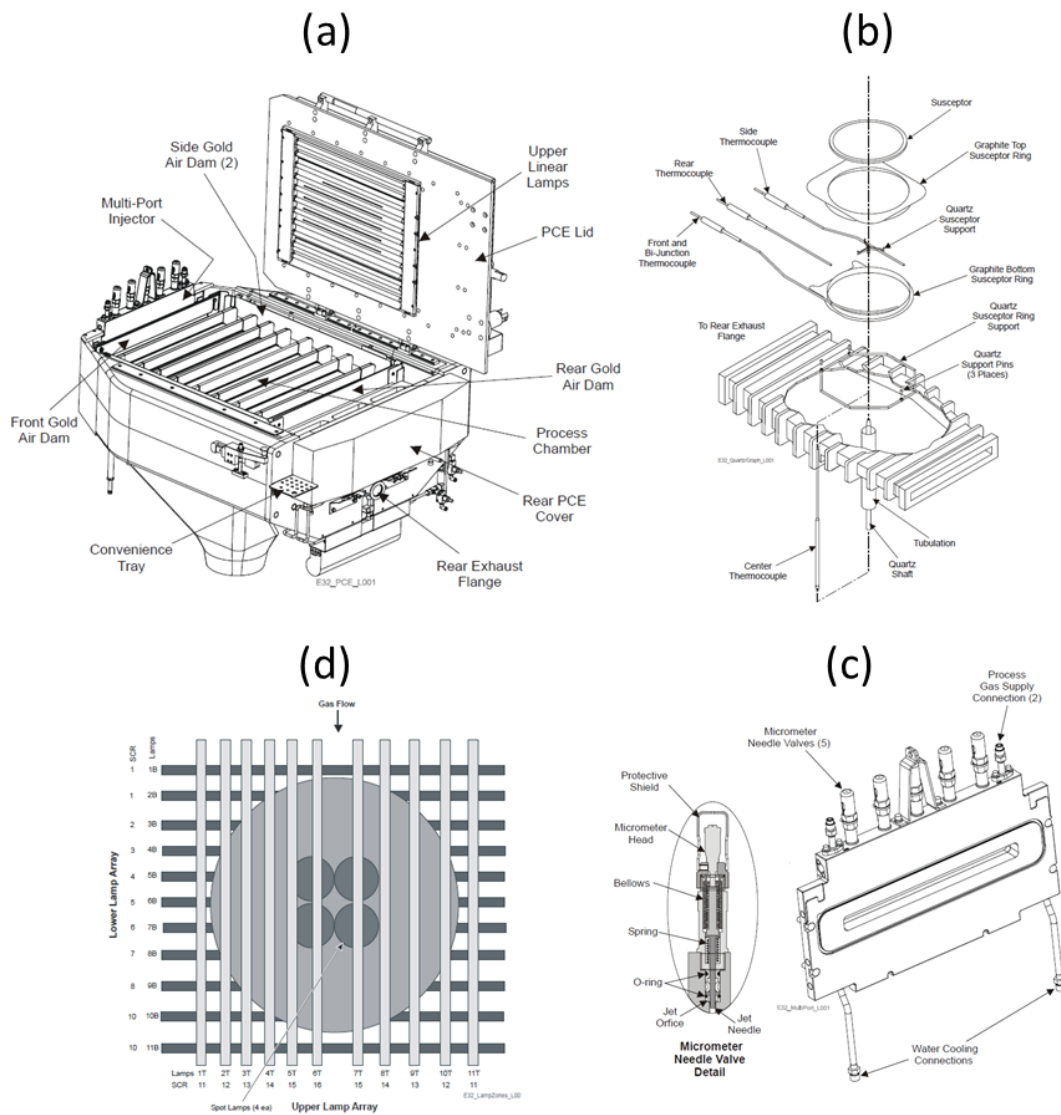 (a)
Side Gold
Air Dam (2)
Multi-Port
Injector
Upper
Linear
Lamps
PCE Lid
Front Gold
Air Dam
Rear Gold
Air Dam
Process
Chamber
Rear PCE
Cover
Convenience
Tray
Rear Exhaust
Flange
E32_PCE_L001
(b)
Susceptor
Side
Thermocouple
Graphite Top
Susceptor Ring
Rear
Thermocouple
Quartz
Susceptor
Support
Front and
Bi-Junction
Thermocouple
Graphite Bottom
Susceptor Ring
To Rear Exhaust
Flange
Quartz
Susceptor Ring
Support
Quartz
Support Pins
(3 Places)
E32_QuartzGraph_L001
Tubulation
Center
Thermocouple
Quartz
Shaft
(d)
Gas Flow
SCR Lamps
1 1B
1 2B
2 3B
3 4B
4 5B
5 6B
6 7B
7 8B
8 9B
10 10B
10 11B
Lower Lamp Array
Lamps 1T 2T 3T 4T 5T 6T 7T 8T 9T 10T 11T
SCR 11 12 13 14 15 16 15 14 13 12 11
E32_LampZones_L00
Spot Lamps (4 ea)
Upper Lamp Array
(c)
Process
Gas Supply
Connection (2)
Micrometer
Needle Valves (5)
Protective
Shield
Micrometer
Head
Bellows
Spring
O-ring
Jet
Orfice
Jet
Needle
E32_MultiPort_L001
Micrometer
Needle Valve
Detail
Water Cooling
Connections